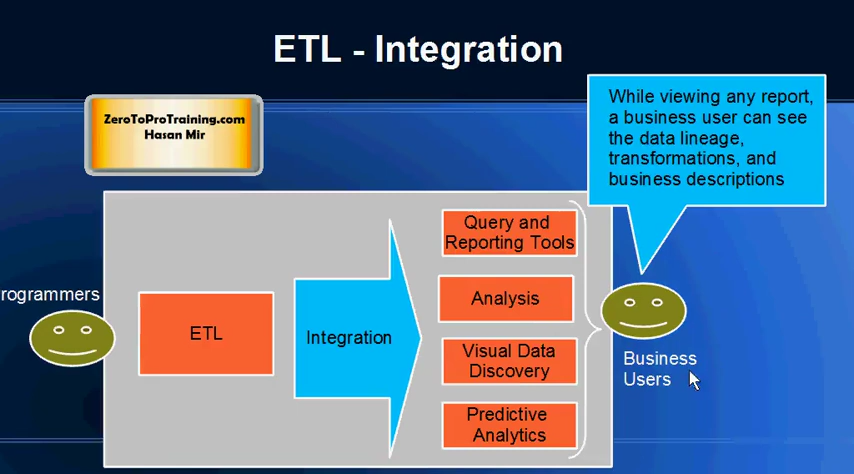 ETL - Integration
ZeroToProTraining.com
Hasan Mir
While viewing any report,
a business user can see
the data lineage,
transformations, and
business descriptions
rogrammers
ETL
Integration
Query and
Reporting Tools
Analysis
Visual Data
Discovery
Predictive
Analytics
Business
Users